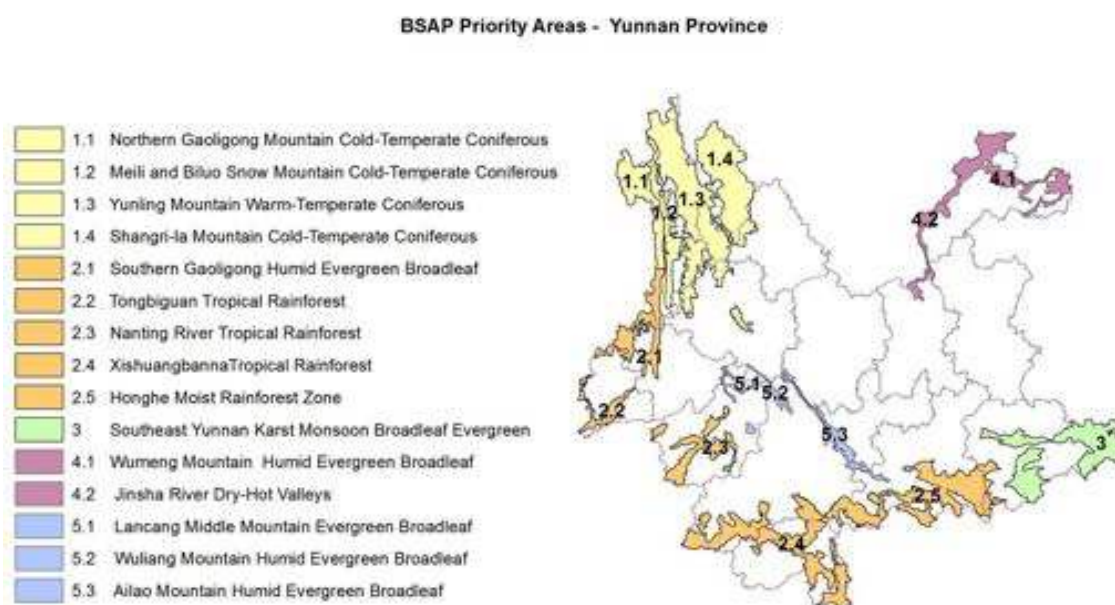 BSAP Priority Areas - Yunnan Province
1.1 Northern Gaoligong Mountain Cold-Temperate Coniferous
1.2 Meili and Biluo Snow Mountain Cold-Temperate Coniferous
1.3 Yunling Mountain Warm-Temperate Coniferous
1.4 Shangri-la Mountain Cold-Temperate Coniferous
2.1 Southern Gaoligong Humid Evergreen Broadleaf
2.2 Tongbiguan Tropical Rainforest
2.3 Nanting River Tropical Rainforest
2.4 XishuangbannaTropical Rainforest
2.5 Honghe Moist Rainforest Zone
3 Southeast Yunnan Karst Monsoon Broadleaf Evergreen
4.1 Wumeng Mountain Humid Evergreen Broadleaf
4.2 Jinsha River Dry-Hot Valleys
5.1 Lancang Middle Mountain Evergreen Broadleaf
5.2 Wuliang Mountain Humid Evergreen Broadleaf
5.3 Ailao Mountain Humid Evergreen Broadleaf
1.4
1.1
4.1
1.3
1.2
4.2
2.1
5.1
5.2
2.2
5.3
3
2.3
2.5
2.4